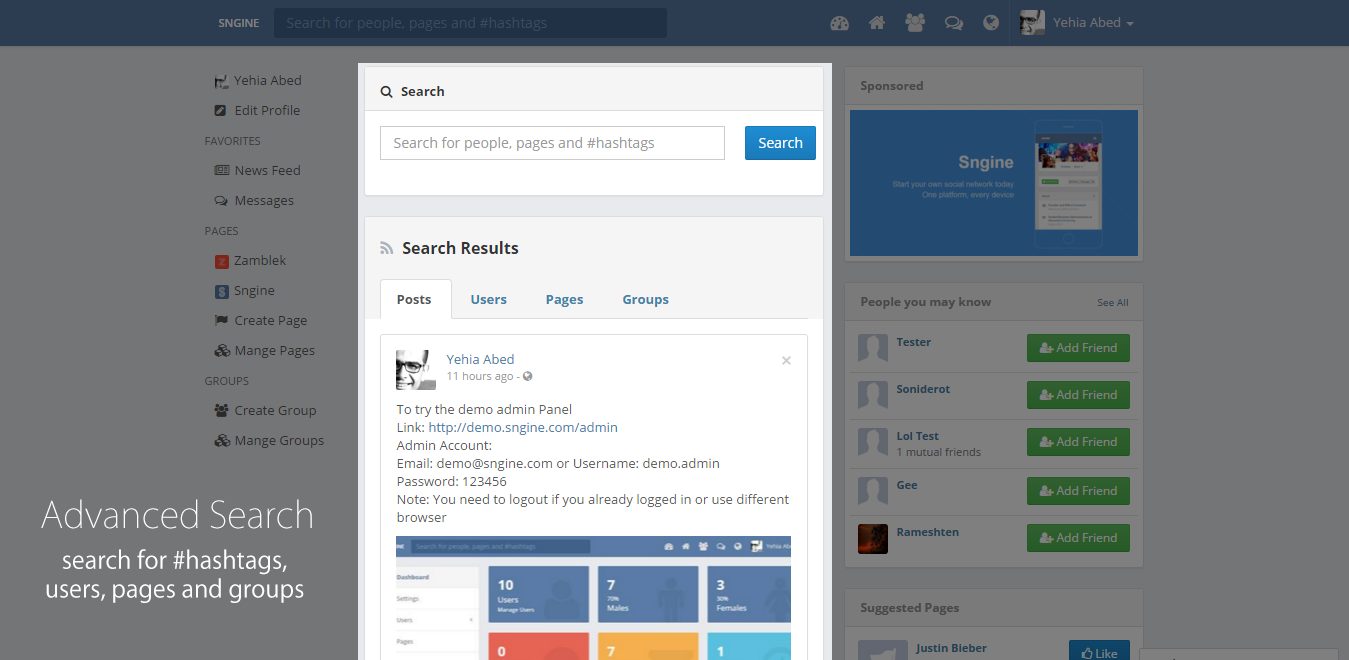 SNGINE
Search for people, pages and #hashtags
Yehia Abed
Yehia Abed
Edit Profile
FAVORITES
News Feed
Messages
PAGES
Zamblek
Sngine
Create Page
Mange Pages
GROUPS
Create Group
Mange Groups
Advanced Search
search for #hashtags,
users, pages and groups
Search
Search for people, pages and #hashtags
Search
Search Results
Posts Users Pages Groups
Yehia Abed
11 hours ago -
To try the demo admin Panel
Link: http://demo.sngine.com/admin
Admin Account:
Email: demo@sngine.com or Username: demo.admin
Password: 123456
Note: You need to logout if you already logged in or use different
browser
Search for people, pages and #hashtags
Dashboard
Settings
Users
Pages
10
Users
Manage Users
7
70%
Males
3
30%
Females
0
7
1
Sponsored
Sngine
Start your own social network today
One platform, every device
People you may know See All
Tester Add Friend
Soniderot Add Friend
Lol Test Add Friend
1 mutual friends
Gee Add Friend
Rameshten Add Friend
Suggested Pages
Justin Bieber Like